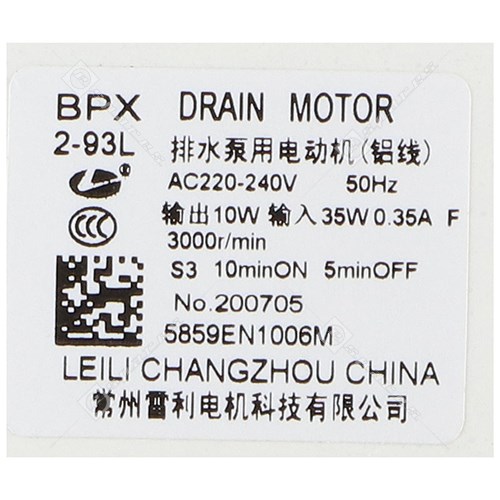 BPX DRAIN MOTOR
2-93L 排水泵用电动机(铝线)
AC220-240V 50Hz
输出10W 输入35W 0.35A F
3000r/min
S3 10minON 5minOFF
No.200705
5859EN1006M
LEILI CHANGZHOU CHINA
常州雷利电机科技有限公司